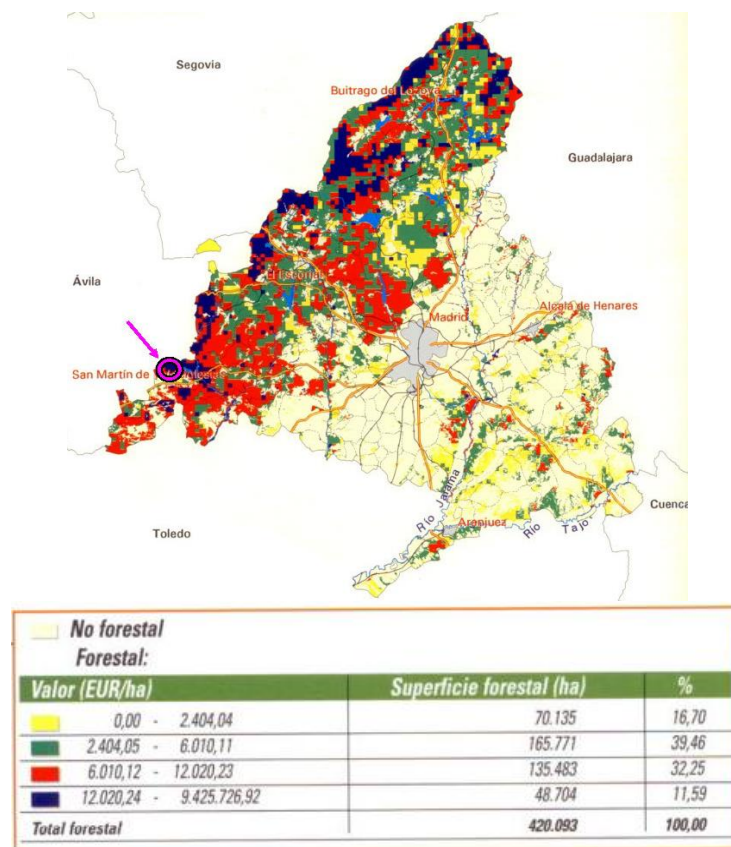 Segovia
Buitrago del Lozoya
Guadalajara
El Escorial
Ávila
Alcalá de Henares
Madrid
San Martín de
Río Jarama
Cuenca
Aranjuez
Río Tajo
Toledo
No forestal
Forestal:
Valor (EUR/ha) Superficie forestal (ha) %
0,00 - 2.404,04 70.135 16,70
2.404,05 - 6.010,11 165.771 39,46
6.010,12 - 12.020,23 135.483 32,25
12.020,24 - 9.425.726,92 48.704 11,59
Total forestal 420.093 100,00